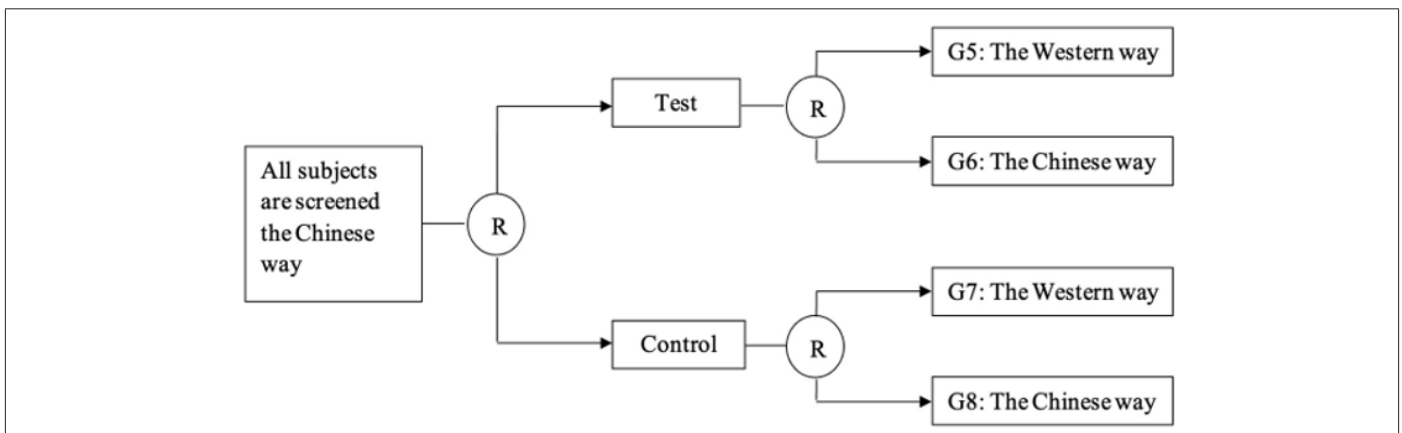 All subjects
are screened
the Chinese
way
R
Test
R
G5: The Western way
G6: The Chinese way
Control
R
G7: The Western way
G8: The Chinese way